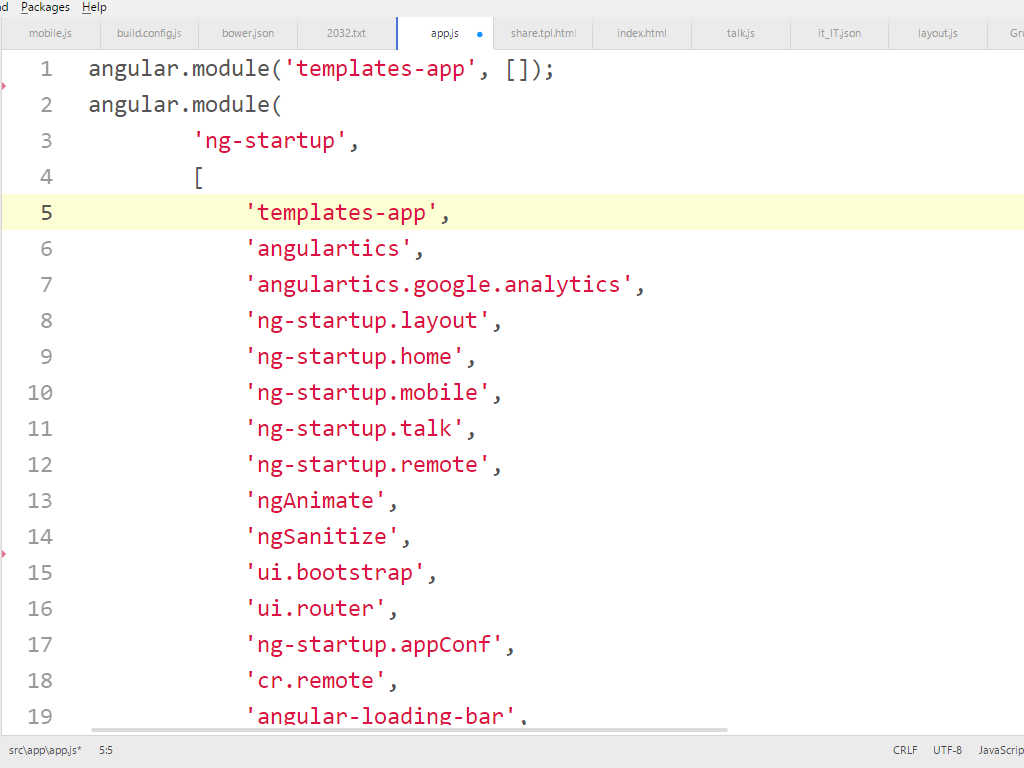 Packages Help
mobile.js build.config.js bower.json 2032.txt app.js share.tpl.html index.html talk.js it_IT.json layout.js
1 angular.module('templates-app', []);
2 angular.module(
3 'ng-startup',
4 [
5 'templates-app',
6 'angulartics',
7 'angulartics.google.analytics',
8 'ng-startup.layout',
9 'ng-startup.home',
10 'ng-startup.mobile',
11 'ng-startup.talk',
12 'ng-startup.remote',
13 'ngAnimate',
14 'ngSanitize',
15 'ui.bootstrap',
16 'ui.router',
17 'ng-startup.appConf',
18 'cr.remote',
19 'angular-loading-bar',
src\app\app.js* 5:5 CRLF UTF-8 JavaScrip